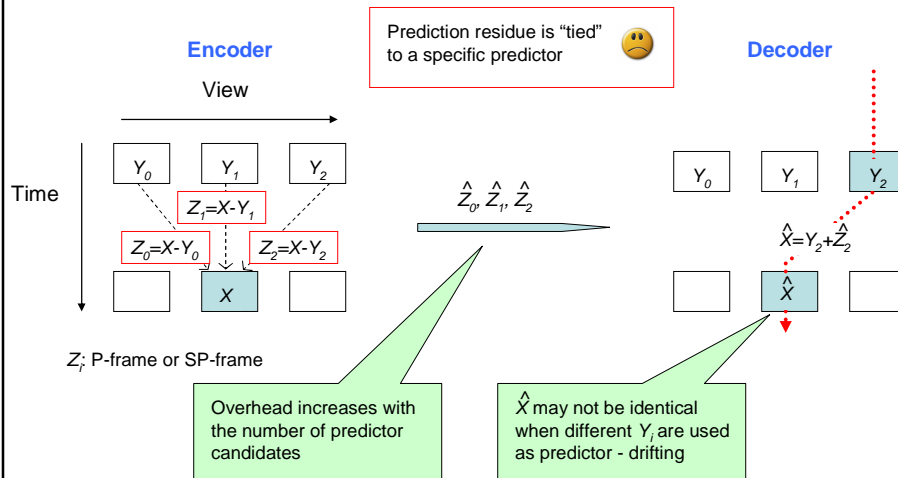 Prediction residue is “tied”
to a specific predictor
Encoder
Decoder
View
Time
Y₀
Y₁
Y₂
Z₁=X-Y₁
Z₀=X-Y₀
Z₂=X-Y₂
X
Ẑ₀, Ẑ₁, Ẑ₂
Y₀
Y₁
Y₂
X̂=Y₂+Ẑ₂
X̂
Zᵢ: P-frame or SP-frame
Overhead increases with
the number of predictor
candidates
X̂ may not be identical
when different Yᵢ are used
as predictor - drifting